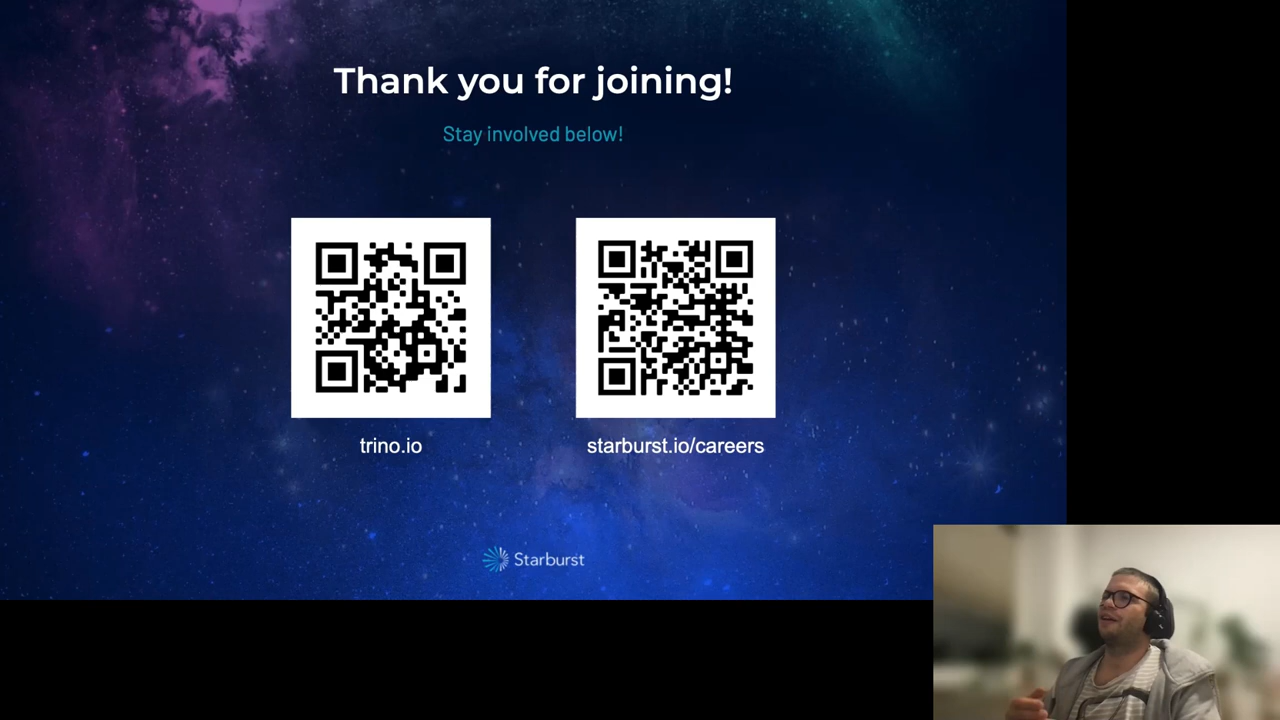 Thank you for joining!
Stay involved below!
trino.io
starburst.io/careers
Starburst